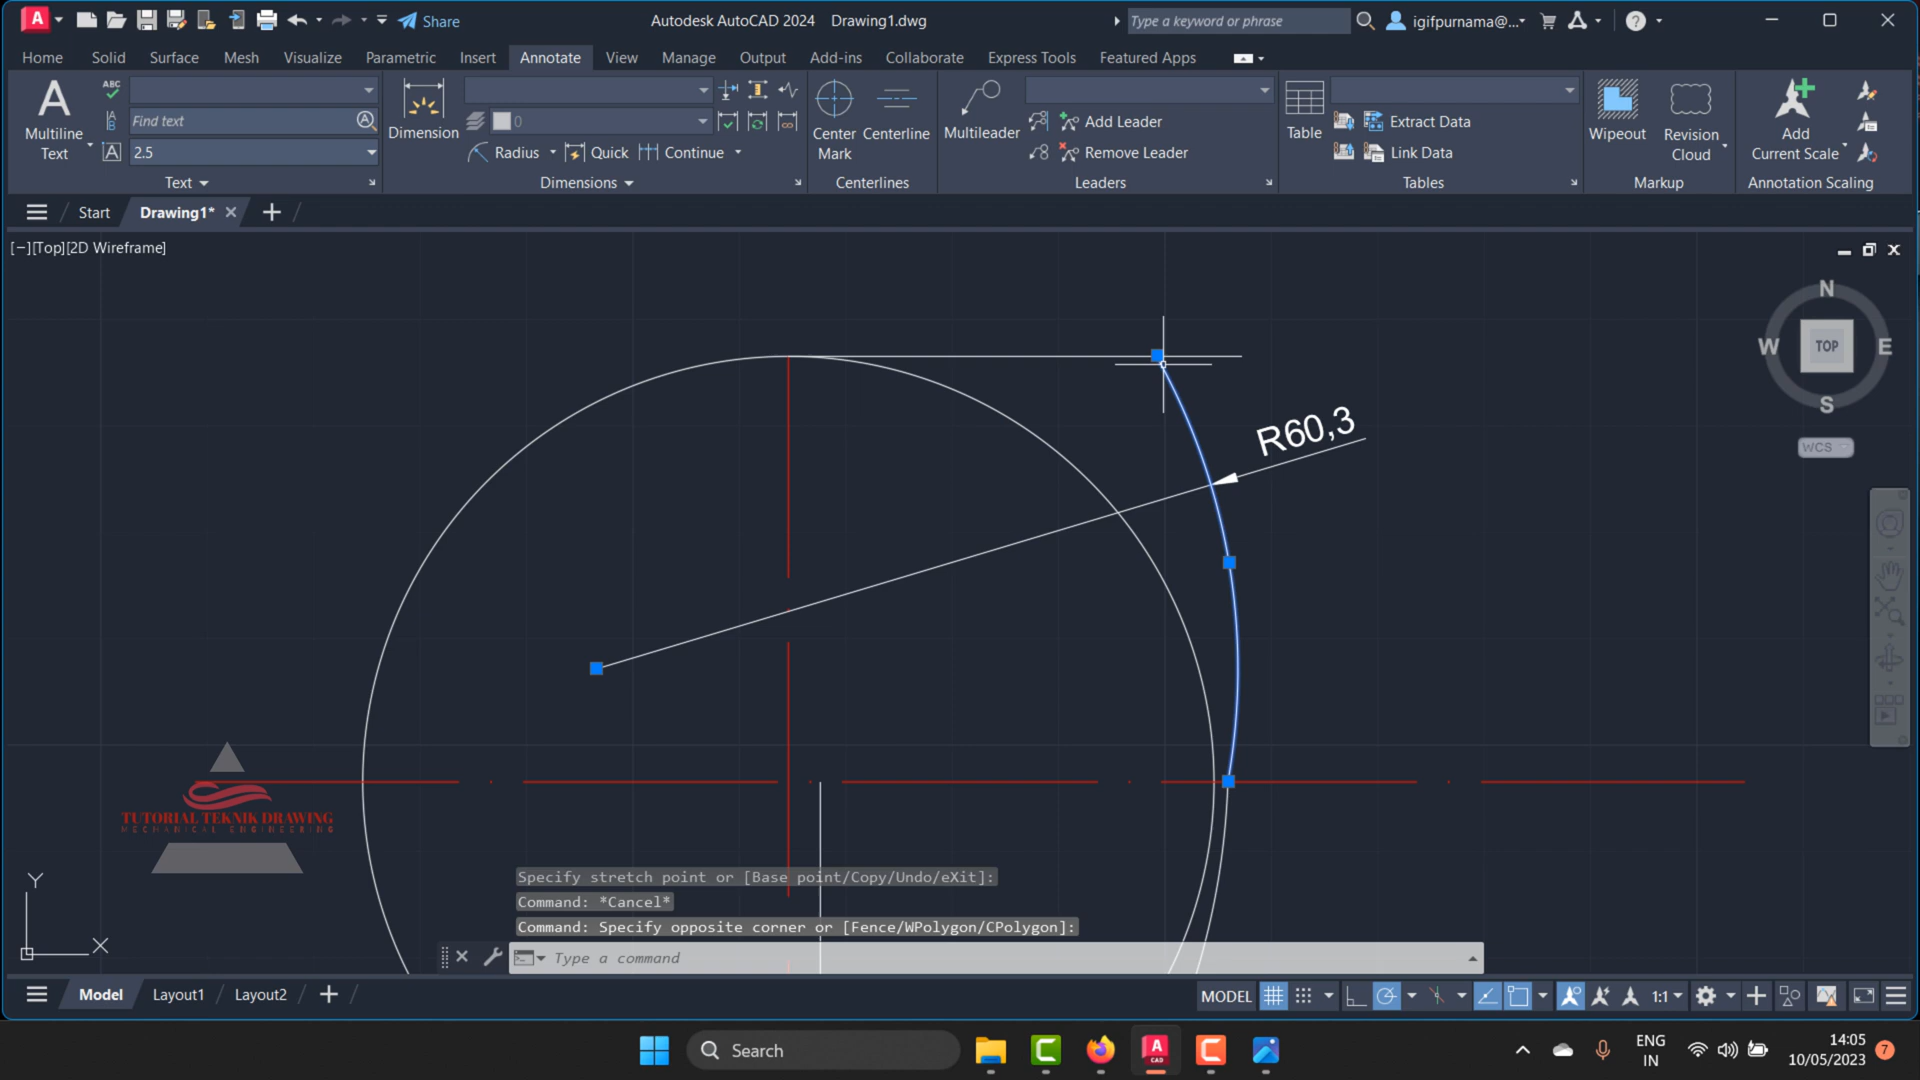 Share
Autodesk AutoCAD 2024 Drawing1.dwg
Type a keyword or phrase
igifpurnama@...
Home Solid Surface Mesh Visualize Parametric Insert Annotate View Manage Output Add-ins Collaborate Express Tools Featured Apps
A
Multiline
Text
ABC
Find text
2.5
Text
Dimension
0
Radius Quick Continue
Dimensions
Center
Mark
Centerline
Centerlines
Multileader
Add Leader
Remove Leader
Leaders
Table
Extract Data
Link Data
Tables
Wipeout
Revision
Cloud
Markup
Add
Current Scale
Annotation Scaling
Start
Drawing1*
[−][Top][2D Wireframe]
N
W TOP E
S
WCS
R60,3
TUTORIAL TEKNIK DRAWING
MECHANICAL ENGINEERING
Y
X
Specify stretch point or [Base point/Copy/Undo/eXit]:
Command: *Cancel*
Command: Specify opposite corner or [Fence/WPolygon/CPolygon]:
Type a command
Model Layout1 Layout2
MODEL
1:1
Search
A
CAD
ENG
IN
14:05
10/05/2023
7